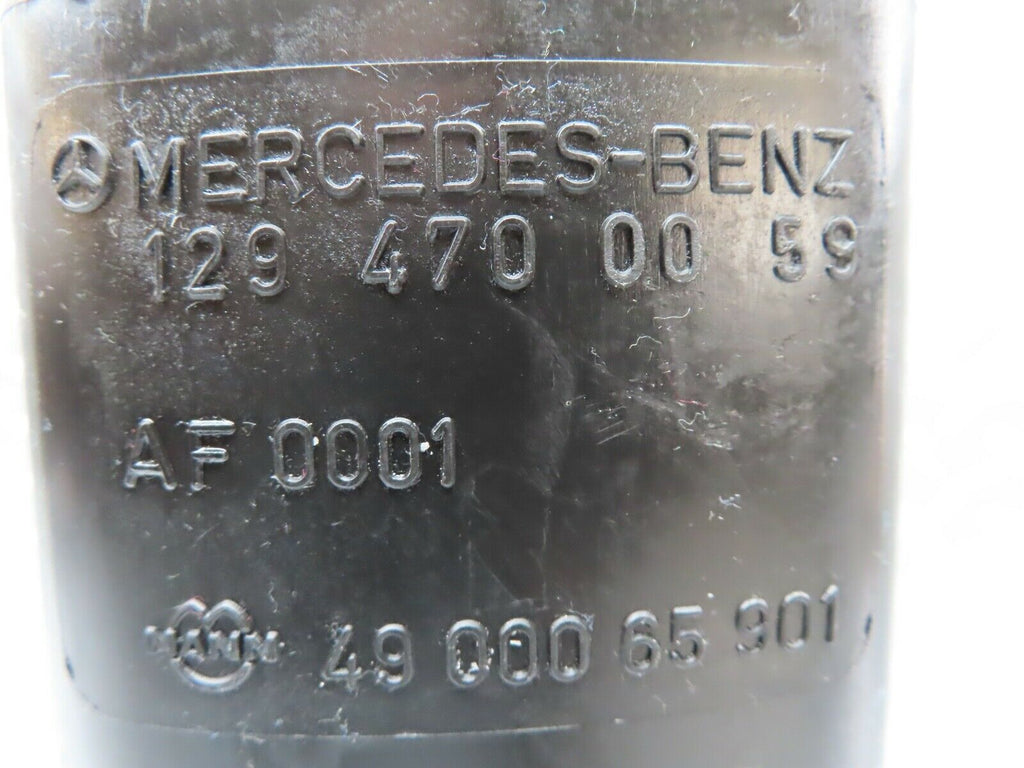 MERCEDES-BENZ
129 470 00 59
AF 0001
MANN 49 000 65 901